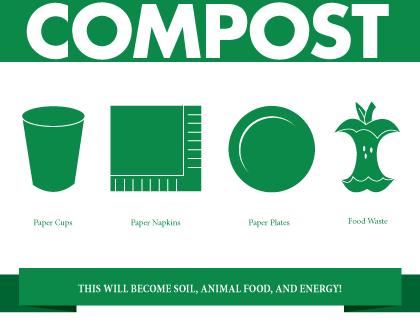 COMPOST
Paper Cups
Paper Napkins
Paper Plates
Food Waste
THIS WILL BECOME SOIL, ANIMAL FOOD, AND ENERGY!